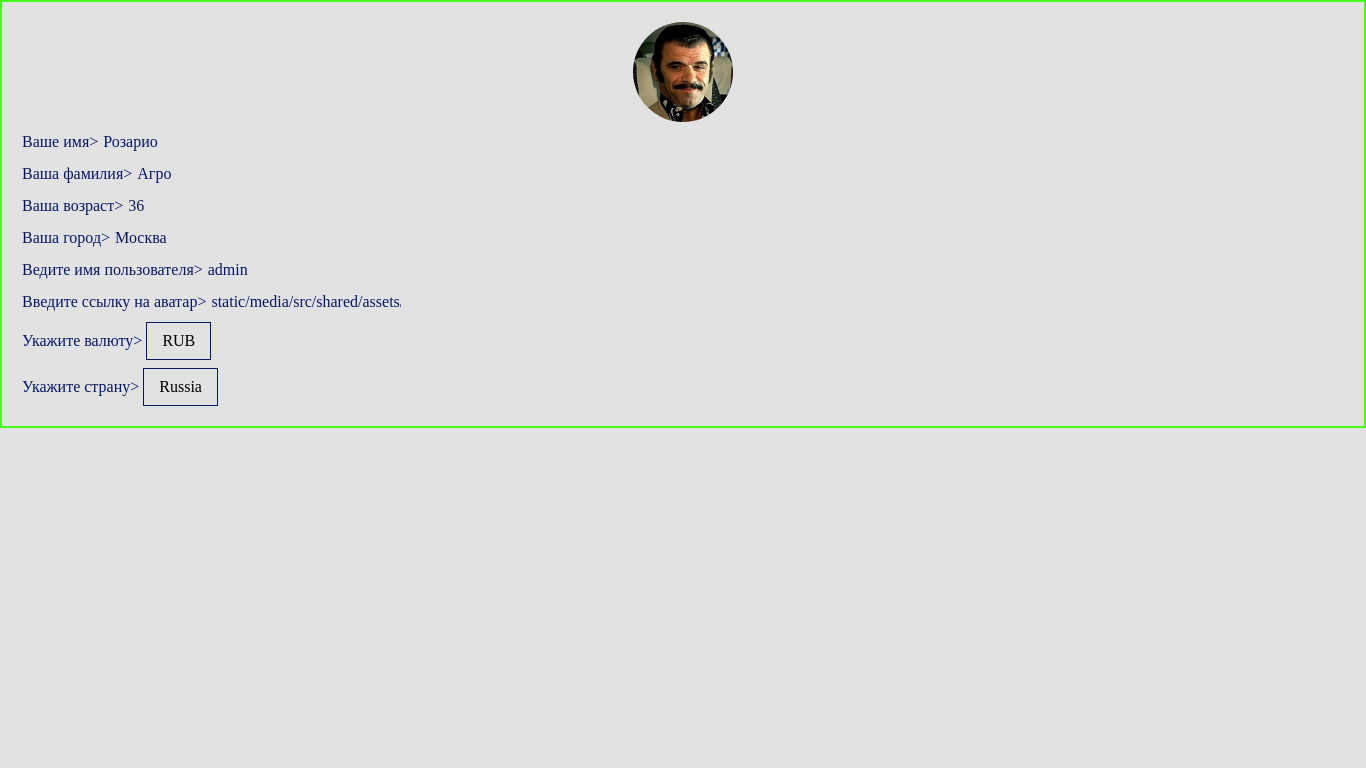 Ваше имя> Розарио
Ваша фамилия> Агро
Ваша возраст> 36
Ваша город> Москва
Ведите имя пользователя> admin
Введите ссылку на аватар> static/media/src/shared/assets/
Укажите валюту> RUB
Укажите страну> Russia